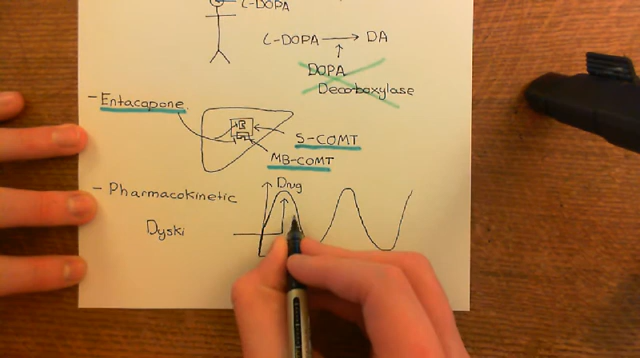 L-DOPA
L-DOPA → DA
DOPA
Decarboxylase
- Entacapone
S-COMT
MB-COMT
- Pharmacokinetic
Drug
Dyski